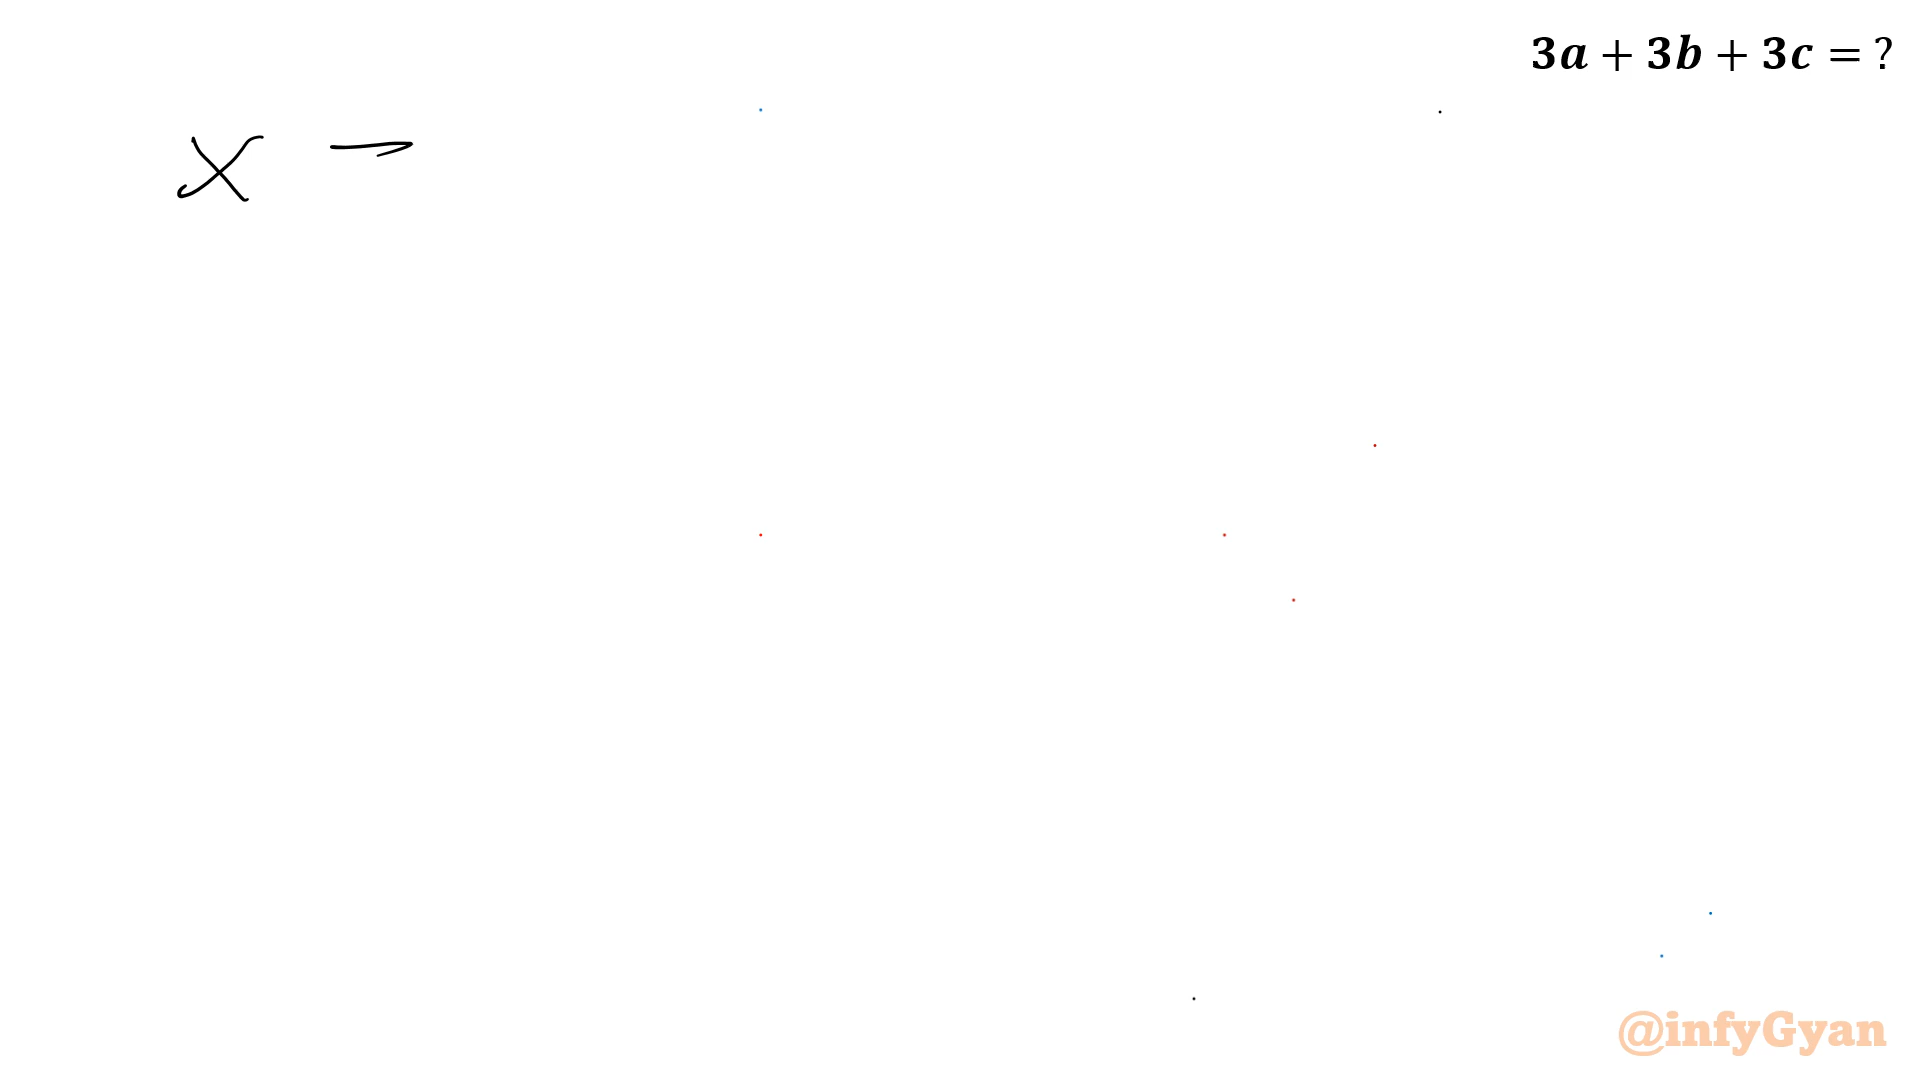 3a + 3b + 3c = ?
x =
@infyGyan